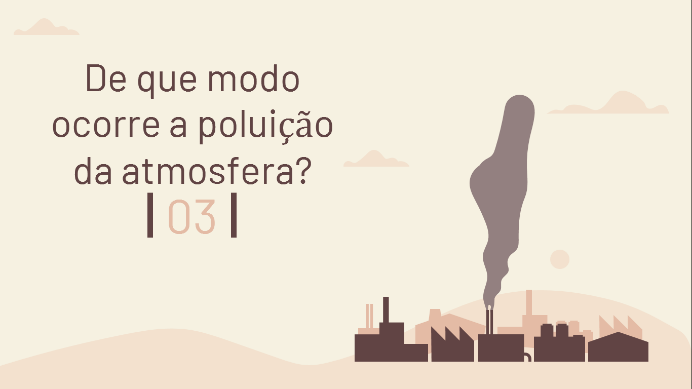 De que modo
ocorre a poluição
da atmosfera?
03